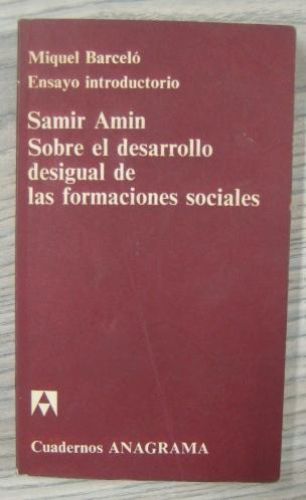 Miquel Barceló
Ensayo introductorio
Samir Amin
Sobre el desarrollo
desigual de
las formaciones sociales
Cuadernos ANAGRAMA